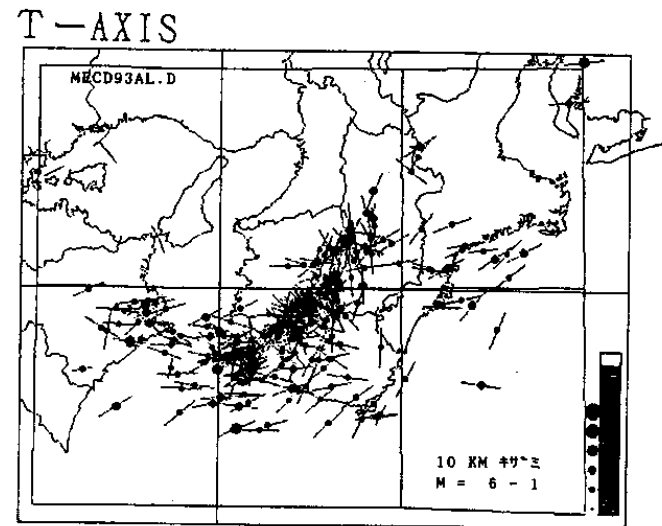 T-AXIS
MECD93AL.D
10 KM キザミ
M = 6 - 1